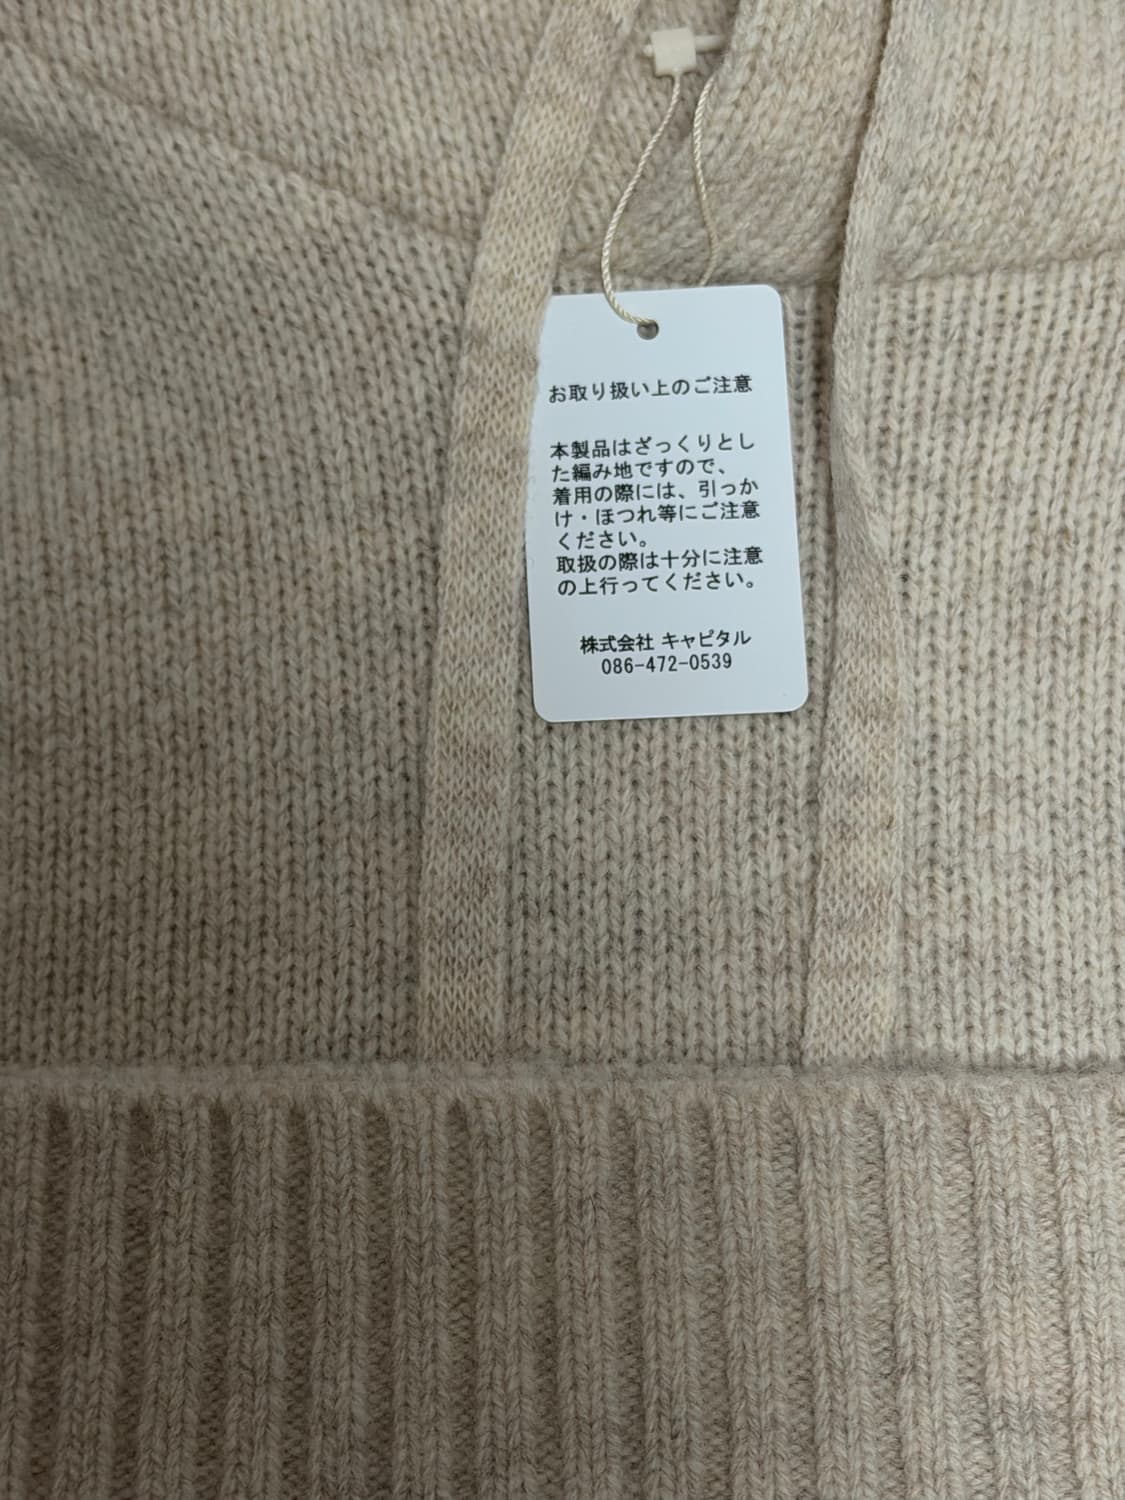 お取り扱い上のご注意
本製品はざっくりとし
た編み地ですので、
着用の際には、引っか
け・ほつれ等にご注意
ください。
取扱の際は十分に注意
の上行ってください。
株式会社 キャピタル
086-472-0539